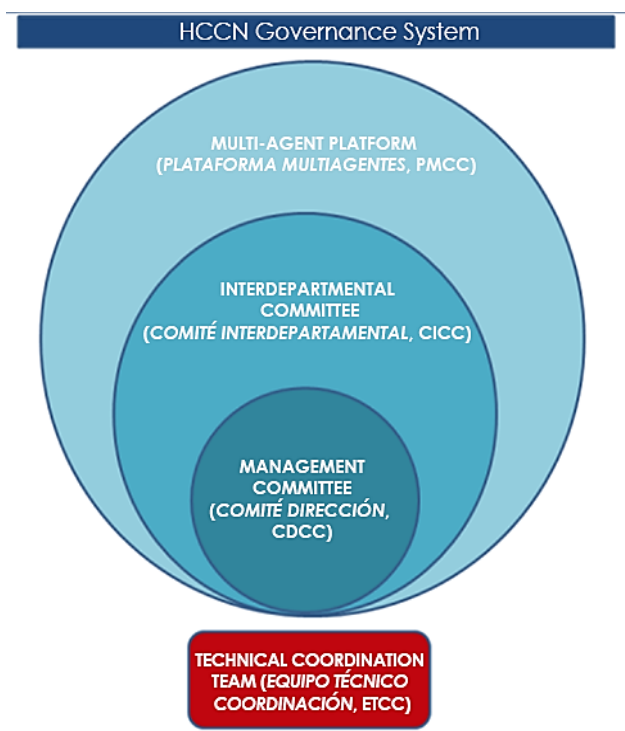 HCCN Governance System
MULTI-AGENT PLATFORM
(PLATAFORMA MULTIAGENTES, PMCC)
INTERDEPARTMENTAL
COMMITTEE
(COMITÉ INTERDEPARTAMENTAL, CICC)
MANAGEMENT
COMMITTEE
(COMITÉ DIRECCIÓN,
CDCC)
TECHNICAL COORDINATION
TEAM (EQUIPO TÉCNICO
COORDINACIÓN, ETCC)